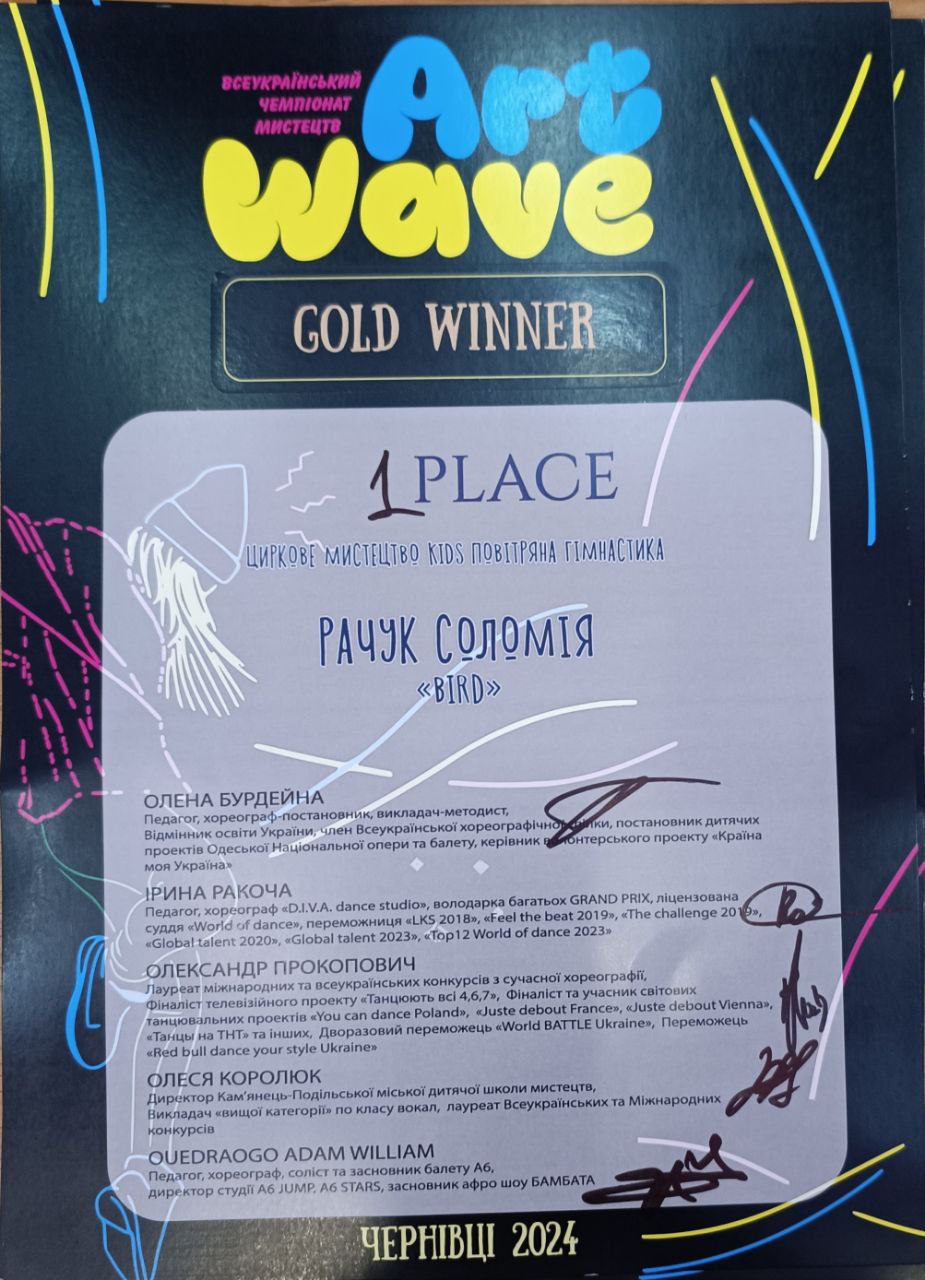 ВСЕУКРАЇНСЬКИЙ
ЧЕМПІОНАТ
МИСТЕЦТВ
Art
Wave
GOLD WINNER
1 PLACE
ЦИРКОВЕ МИСТЕЦТВО KIDS ПОВІТРЯНА ГІМНАСТИКА
РАЧУК СОЛОМІЯ
«BIRD»
ОЛЕНА БУРДЕЙНА
Педагог, хореограф-постановник, викладач-методист,
Відмінник освіти України, член Всеукраїнської хореографічної спілки, постановник дитячих
проектів Одеської Національної опери та балету, керівник волонтерського проекту «Країна
моя Україна»
ІРИНА РАКОЧА
Педагог, хореограф «D.I.V.A. dance studio», володарка багатьох GRAND PRIX, ліцензована
суддя «World of dance», переможниця «LKS 2018», «Feel the beat 2019», «The challenge 2019»,
«Global talent 2020», «Global talent 2023», «Top12 World of dance 2023»
ОЛЕКСАНДР ПРОКОПОВИЧ
Лауреат міжнародних та всеукраїнських конкурсів з сучасної хореографії,
Фіналіст телевізійного проекту «Танцюють всі 4,6,7», Фіналіст та учасник світових
танцювальних проектів «You can dance Poland», «Juste debout France», «Juste debout Vienna»,
«Танцы на ТНТ» та інших, Дворазовий переможець «World BATTLE Ukraine», Переможець
«Red bull dance your style Ukraine»
ОЛЕСЯ КОРОЛЮК
Директор Кам'янець-Подільської міської дитячої школи мистецтв,
Викладач «вищої категорії» по класу вокал, лауреат Всеукраїнських та Міжнародних
конкурсів
OUEDRAOGO ADAM WILLIAM
Педагог, хореограф, соліст та засновник балету А6,
директор студії A6 JUMP, A6 STARS, засновник афро шоу БАМБАТА
ЧЕРНІВЦІ 2024